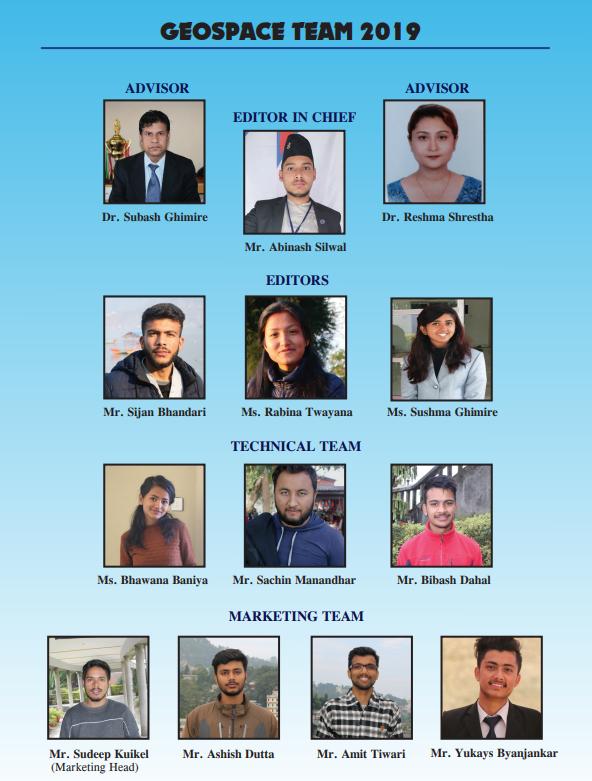 GEOSPACE TEAM 2019
ADVISOR
ADVISOR
EDITOR IN CHIEF
Dr. Subash Ghimire
Dr. Reshma Shrestha
Mr. Abinash Silwal
EDITORS
Mr. Sijan Bhandari
Ms. Rabina Twayana
Ms. Sushma Ghimire
TECHNICAL TEAM
Ms. Bhawana Baniya
Mr. Sachin Manandhar
Mr. Bibash Dahal
MARKETING TEAM
Mr. Sudeep Kuikel
(Marketing Head)
Mr. Ashish Dutta
Mr. Amit Tiwari
Mr. Yukays Byanjankar